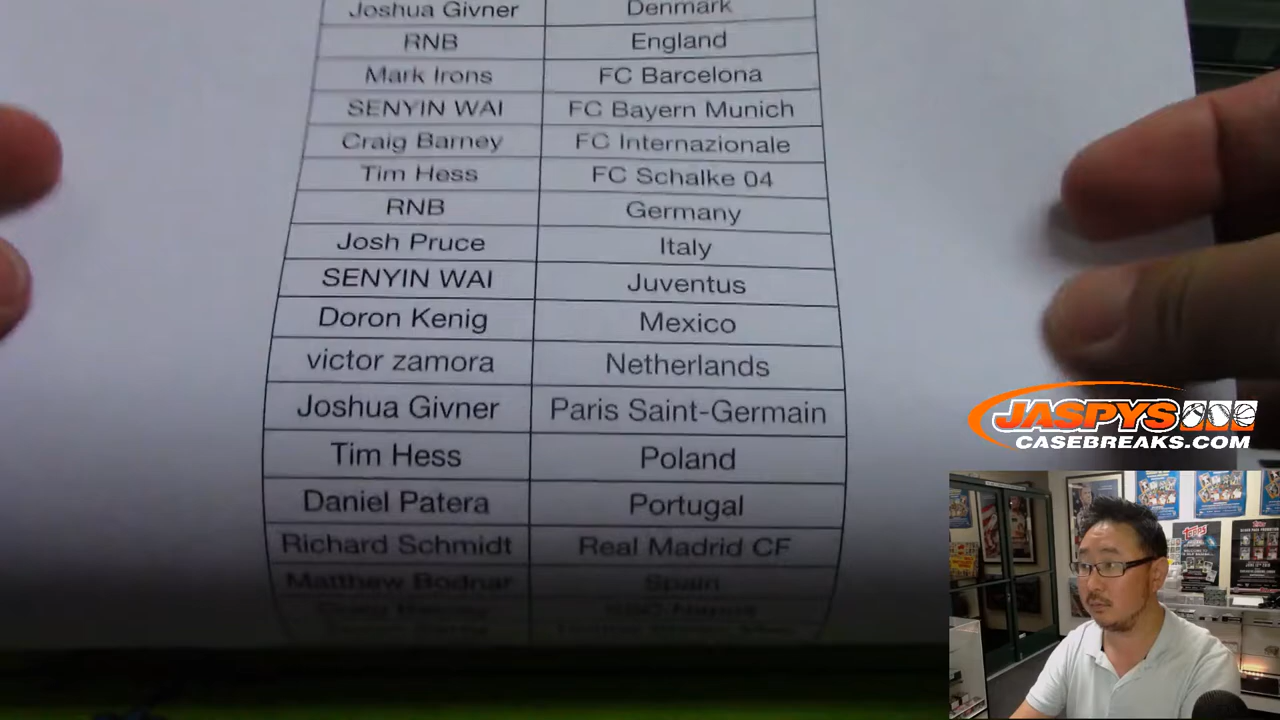 Joshua Givner Denmark
RNB England
Mark Irons FC Barcelona
SENYIN WAI FC Bayern Munich
Craig Barney FC Internazionale
Tim Hess FC Schalke 04
RNB Germany
Josh Pruce Italy
SENYIN WAI Juventus
Doron Kenig Mexico
victor zamora Netherlands
Joshua Givner Paris Saint-Germain
Tim Hess Poland
Daniel Patera Portugal
Richard Schmidt Real Madrid CF
Matthew Bodnar Spain
JASPYS
CASEBREAKS.COM